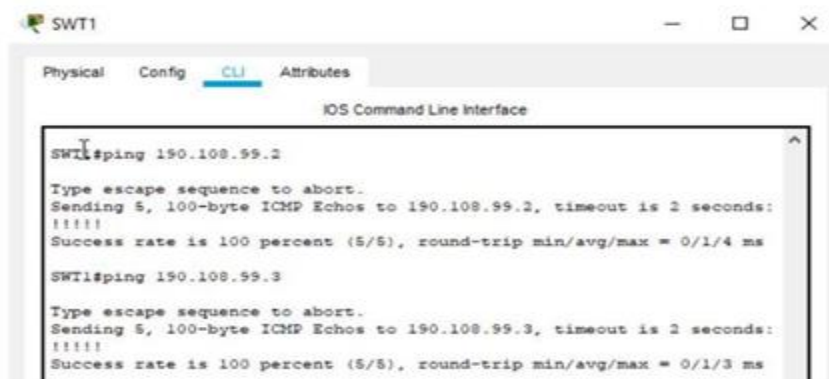 SWT1
Physical Config CLI Attributes
IOS Command Line Interface
SWT1#ping 190.108.99.2
Type escape sequence to abort.
Sending 5, 100-byte ICMP Echos to 190.108.99.2, timeout is 2 seconds:
!!!!!
Success rate is 100 percent (5/5), round-trip min/avg/max = 0/1/4 ms
SWT1#ping 190.108.99.3
Type escape sequence to abort.
Sending 5, 100-byte ICMP Echos to 190.108.99.3, timeout is 2 seconds:
!!!!!
Success rate is 100 percent (5/5), round-trip min/avg/max = 0/1/3 ms